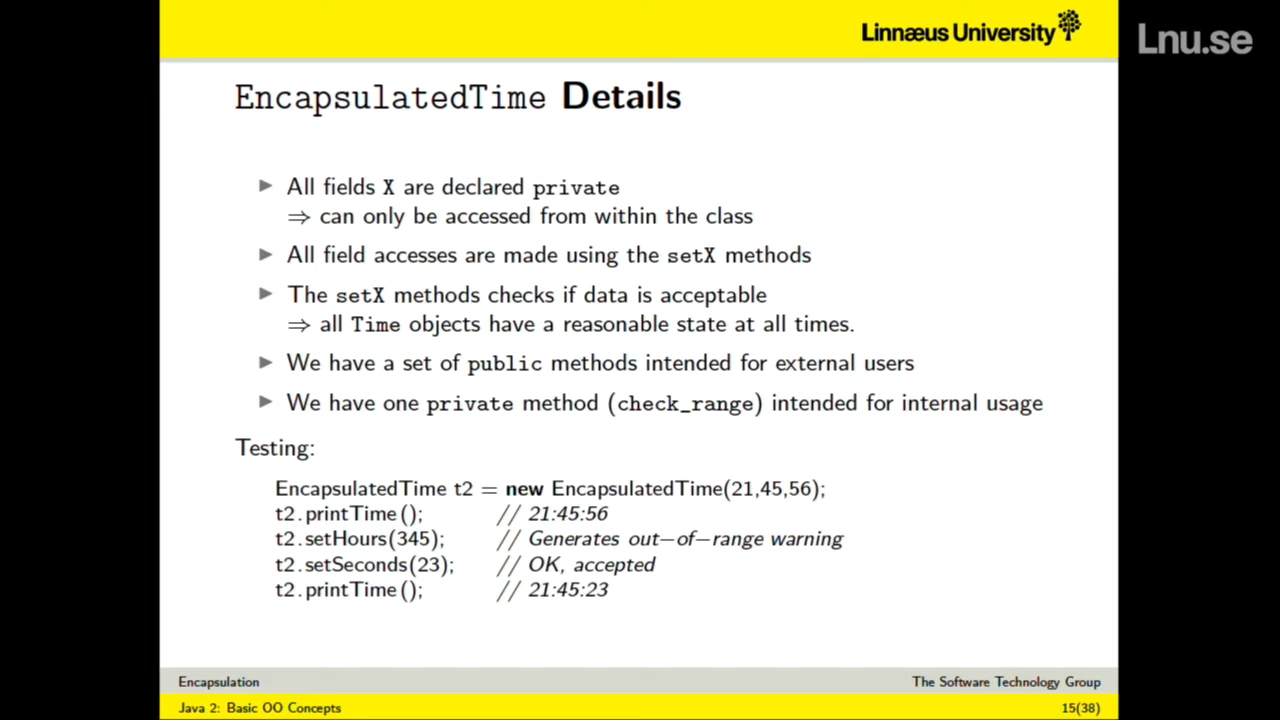 Linnæus University
Lnu.se
EncapsulatedTime Details
▶ All fields X are declared private
⇒ can only be accessed from within the class
▶ All field accesses are made using the setX methods
▶ The setX methods checks if data is acceptable
⇒ all Time objects have a reasonable state at all times.
▶ We have a set of public methods intended for external users
▶ We have one private method (check_range) intended for internal usage
Testing:
EncapsulatedTime t2 = new EncapsulatedTime(21,45,56);
t2.printTime(); // 21:45:56
t2.setHours(345); // Generates out−of−range warning
t2.setSeconds(23); // OK, accepted
t2.printTime(); // 21:45:23
Encapsulation The Software Technology Group
Java 2: Basic OO Concepts 15(38)